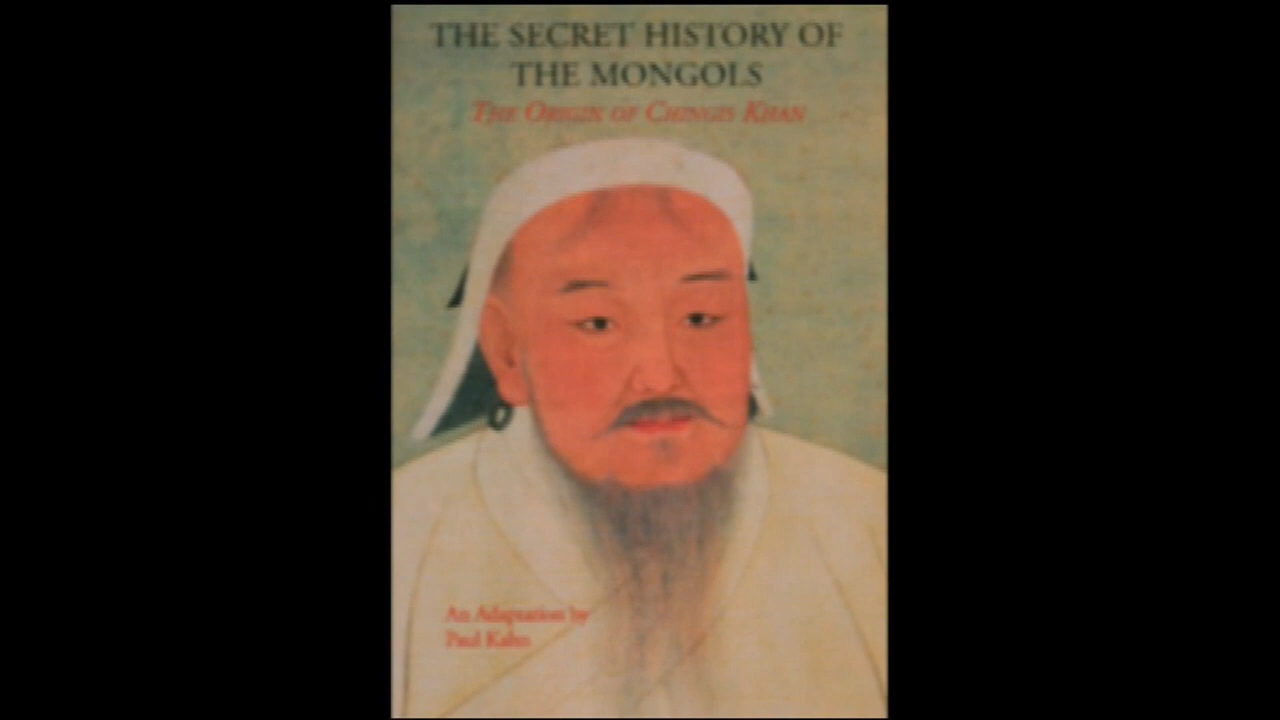 THE SECRET HISTORY OF
THE MONGOLS
THE ORIGIN OF CHINGIS KHAN
An Adaptation by
Paul Kahn